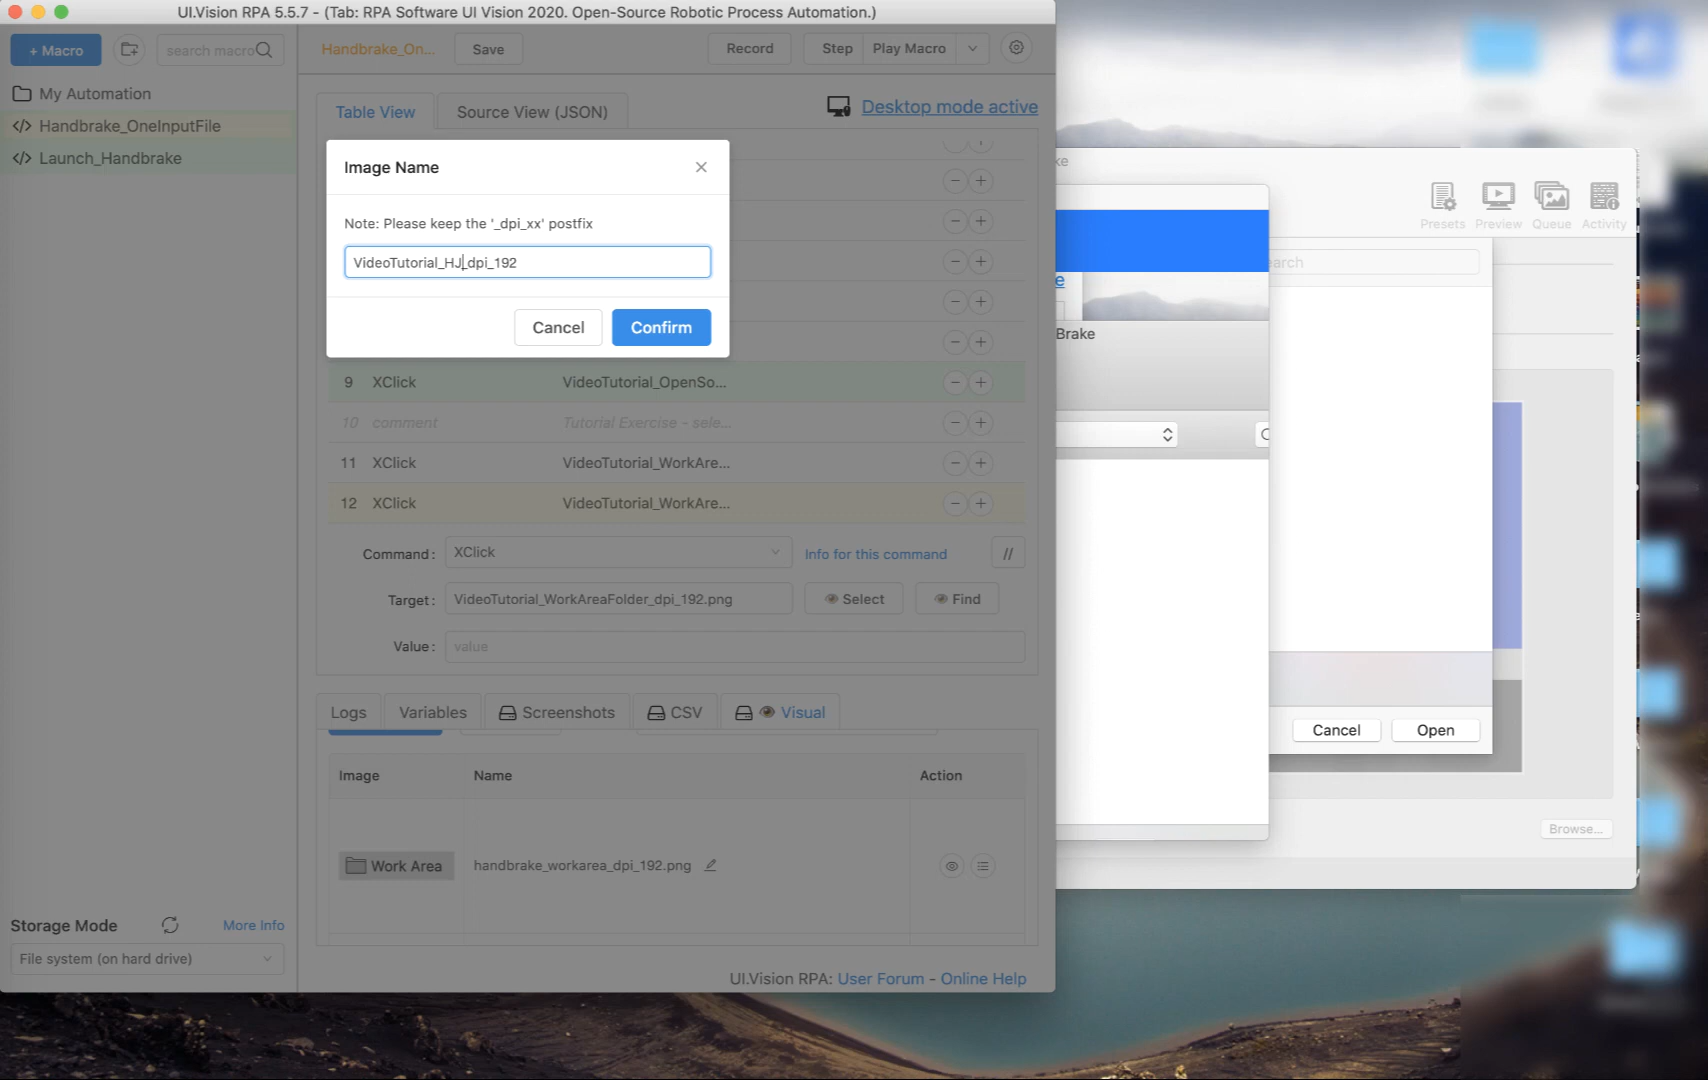 UI.Vision RPA 5.5.7 - (Tab: RPA Software UI Vision 2020. Open-Source Robotic Process Automation.)
+ Macro
search macro
Handbrake_On...
Save
Record
Step
Play Macro
My Automation
Handbrake_OneInputFile
Launch_Handbrake
Table View
Source View (JSON)
Desktop mode active
Image Name
Note: Please keep the '_dpi_xx' postfix
VideoTutorial_HJ_dpi_192
Cancel
Confirm
9 XClick VideoTutorial_OpenSo...
10 comment Tutorial Exercise - sele...
11 XClick VideoTutorial_WorkAre...
12 XClick VideoTutorial_WorkAre...
Command:
XClick
Info for this command
//
Target:
VideoTutorial_WorkAreaFolder_dpi_192.png
Select
Find
Value:
value
Logs
Variables
Screenshots
CSV
Visual
Image
Name
Action
Work Area
handbrake_workarea_dpi_192.png
Storage Mode
More Info
File system (on hard drive)
UI.Vision RPA: User Forum - Online Help
ke
Presets
Preview
Queue
Activity
earch
e
Brake
Cancel
Open
Browse...